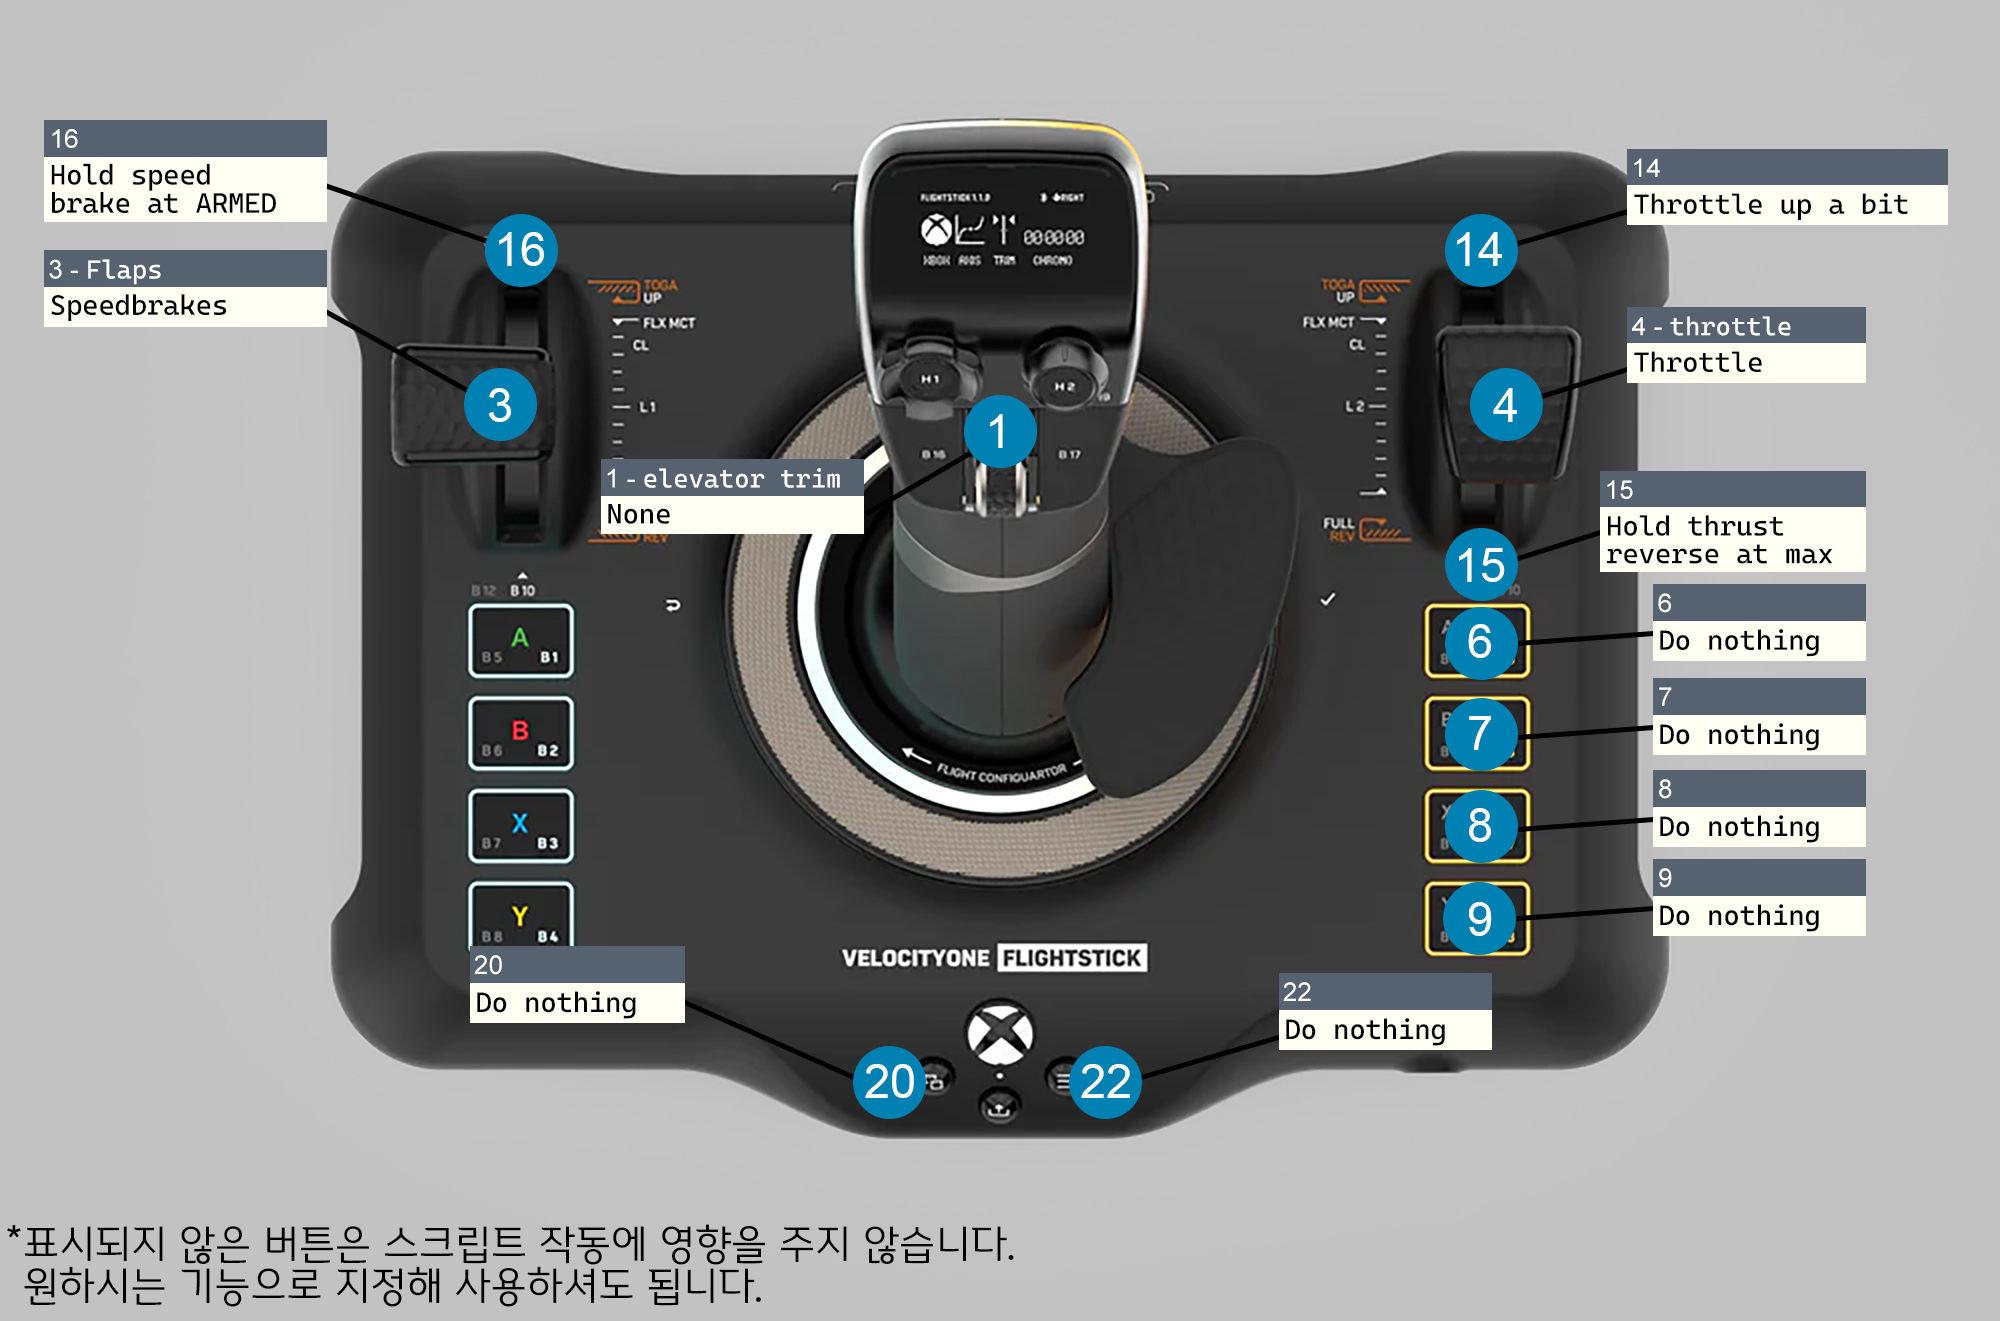 16
Hold speed
brake at ARMED
3 - Flaps
Speedbrakes
14
Throttle up a bit
4 - throttle
Throttle
15
Hold thrust
reverse at max
6
Do nothing
7
Do nothing
8
Do nothing
9
Do nothing
1 - elevator trim
None
20
Do nothing
22
Do nothing
16
3
1
14
4
15
6
7
8
9
20
22
FLIGHTSTICK 1.1.0
000000
XBOX AXIS TRIM CHRONO
H1
H2
B16
B17
TOGA
UP
FLX MCT
CL
L1
REV
TOGA
UP
FLX MCT
CL
L2
FULL
REV
B12 B10
A
B5 B1
B
B6 B2
X
B7 B3
Y
B8 B4
FLIGHT CONFIGUARTOR
VELOCITYONE FLIGHTSTICK
*표시되지 않은 버튼은 스크립트 작동에 영향을 주지 않습니다.
원하시는 기능으로 지정해 사용하셔도 됩니다.